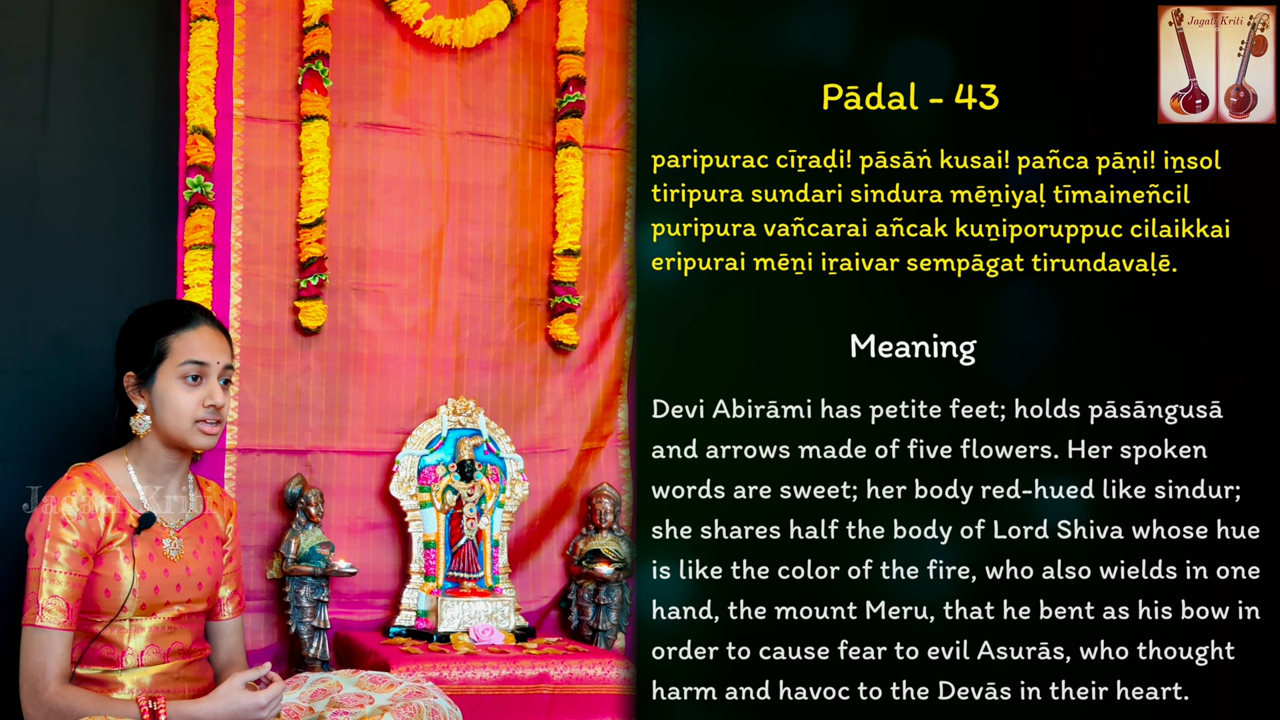 Jagati Kriti
Pādal - 43
paripurac cīṟaḍi! pāsāṅ kusai! pañca pāṇi! iṉsol
tiripura sundari sindura mēṉiyaḷ tīmaineñcil
puripura vañcarai añcak kuṉiporuppuc cilaikkai
eripurai mēṉi iṟaivar sempāgat tirundavaḷē.
Meaning
Devi Abirāmi has petite feet; holds pāsāngusā
and arrows made of five flowers. Her spoken
words are sweet; her body red-hued like sindur;
she shares half the body of Lord Shiva whose hue
is like the color of the fire, who also wields in one
hand, the mount Meru, that he bent as his bow in
order to cause fear to evil Asurās, who thought
harm and havoc to the Devās in their heart.
Jagati Kriti